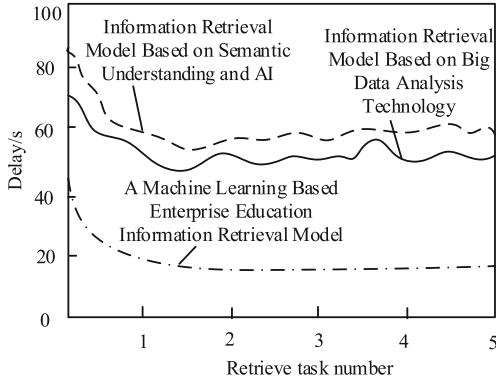 100
80
60
40
20
0
Delay/s
Information Retrieval
Model Based on Semantic
Understanding and AI
Information Retrieval
Model Based on Big
Data Analysis
Technology
A Machine Learning Based
Enterprise Education
Information Retrieval Model
1
2
3
4
5
Retrieve task number